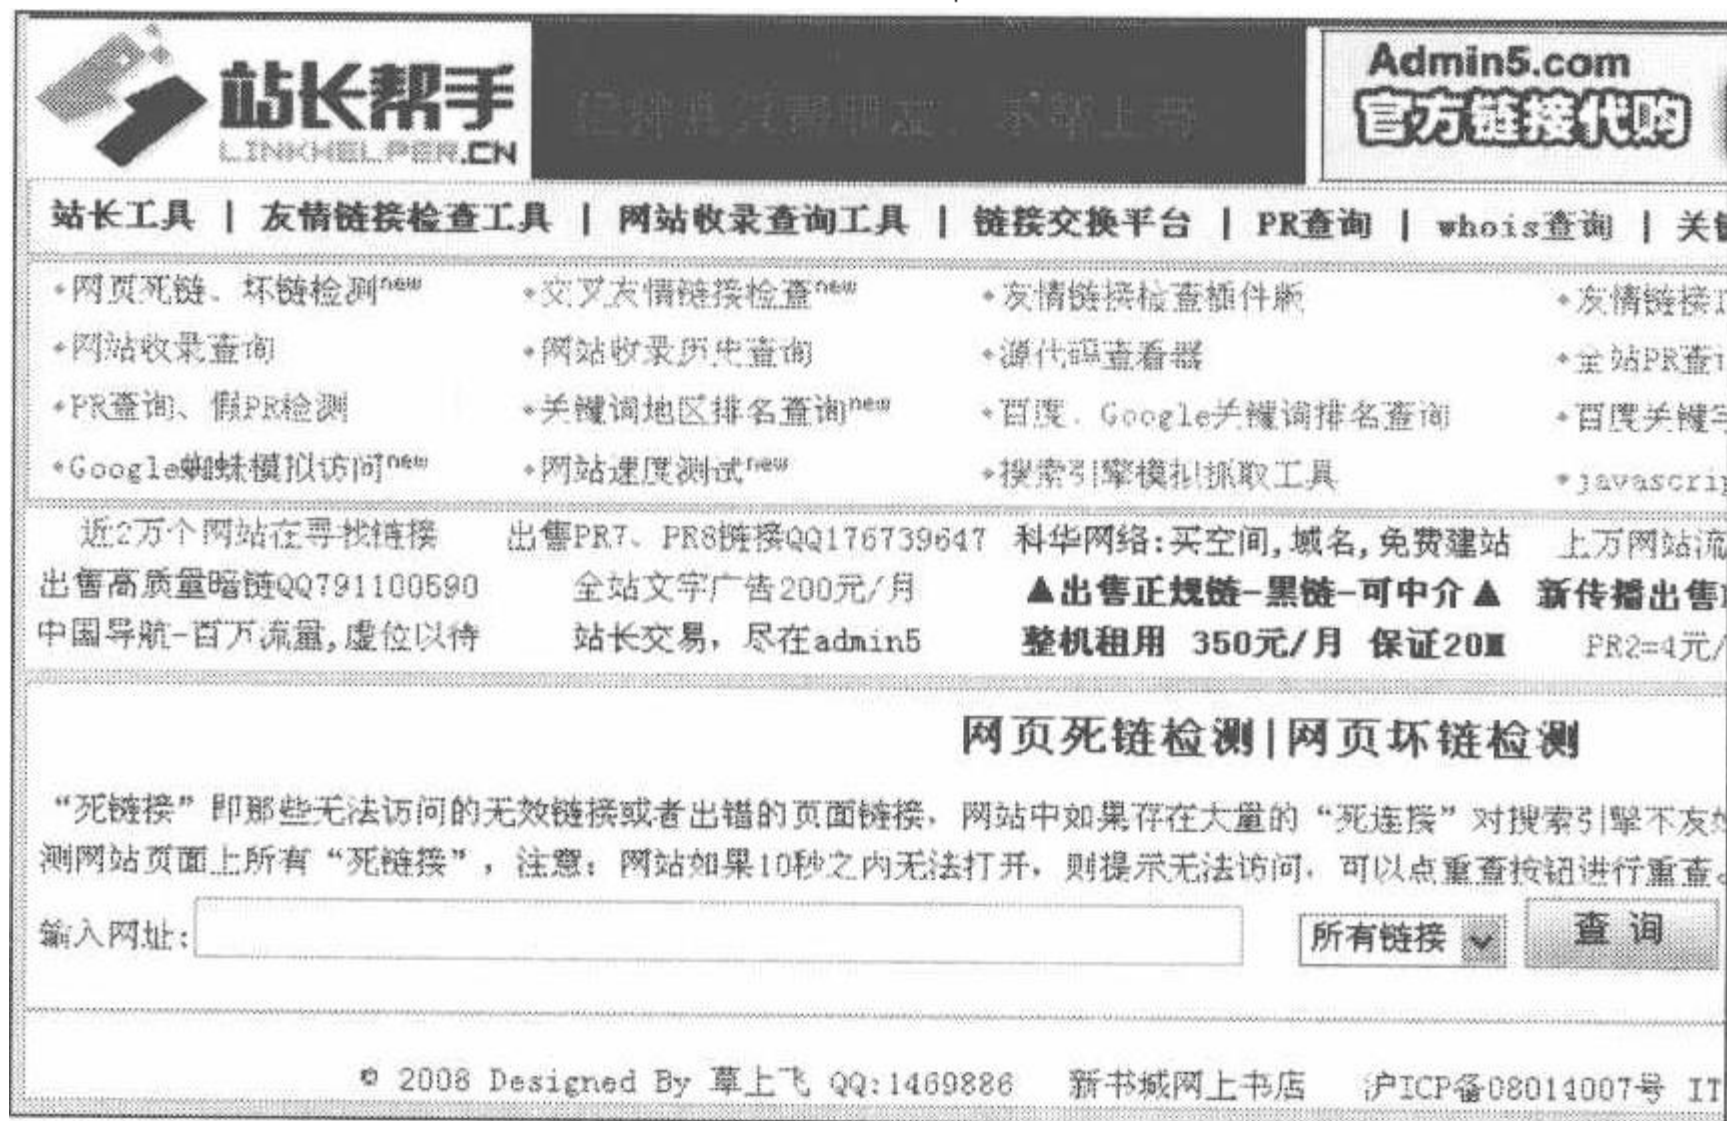 站长帮手
LINKHELPER.CN
Admin5.com
官方链接代购
站长工具 | 友情链接检查工具 | 网站收录查询工具 | 链接交换平台 | PR查询 | whois查询 | 关
•网页死链、坏链检测new •交叉友情链接检查new •友情链接检查插件版 •友情链接
•网站收录查询 •网站收录历史查询 •源代码查看器 •全站PR查
•PR查询、假PR检测 •关键词地区排名查询new •百度、Google关键词排名查询 •百度关键字
•Google蜘蛛模拟访问new •网站速度测试new •搜索引擎模拟抓取工具 •javascrip
近2万个网站在寻找链接 出售PR7、PR8链接QQ176739647 科华网络:买空间,域名,免费建站 上万网站流
出售高质量暗链QQ791100590 全站文字广告200元/月 ▲出售正规链-黑链-可中介▲ 新传播出售
中国导航-百万流量,虚位以待 站长交易，尽在admin5 整机租用 350元/月 保证20M PR2=4元/
网页死链检测|网页坏链检测
“死链接”即那些无法访问的无效链接或者出错的页面链接，网站中如果存在大量的“死连接”对搜索引擎不友
测网站页面上所有“死链接”，注意：网站如果10秒之内无法打开，则提示无法访问，可以点重查按钮进行重查。
输入网址: 所有链接 查 询
© 2008 Designed By 草上飞 QQ:1469886 新书城网上书店 沪ICP备08014007号 IT